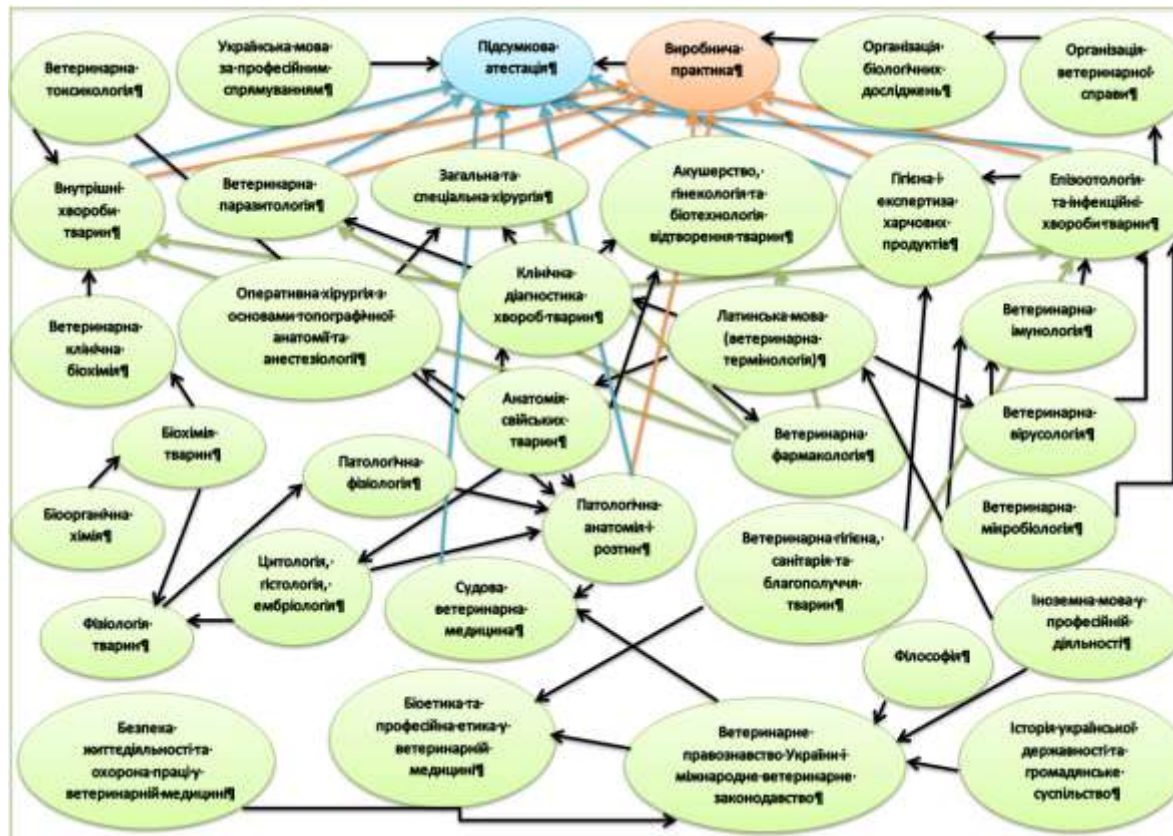 Ветеринарна·
токсикологія¶
Українська·мова·
за·професійним·
спрямуванням¶
Підсумкова·
атестація¶
Виробнича·
практика¶
Організація·
біологічних·
досліджень¶
Організація·
ветеринарної·
справи¶
Внутрішні·
хвороби·
тварин¶
Ветеринарна·
паразитологія¶
Загальна·та·
спеціальна·хірургія¶
Акушерство,·
гінекологія·та·
біотехнологія·
відтворення·тварин¶
Гігієна·і·
експертиза·
харчових·
продуктів¶
Епізоотологія·
та·інфекційні·
хвороби·тварин¶
Ветеринарна·
клінічна·
біохімія¶
Оперативна·хірургія·з·
основами·топографічної·
анатомії·та·
анестезіології¶
Клінічна·
діагностика·
хвороб·тварин¶
Латинська·мова·
(ветеринарна·
термінологія)¶
Ветеринарна·
імунологія¶
Біохімія·
тварин¶
Анатомія·
свійських·
тварин¶
Ветеринарна·
фармакологія¶
Ветеринарна·
вірусологія¶
Біоорганічна·
хімія¶
Патологічна·
фізіологія¶
Патологічна·
анатомія·і·
розтин¶
Ветеринарна·
мікробіологія¶
Цитологія,·
гістологія,·
ембріологія¶
Ветеринарна·гігієна,·
санітарія·та·
благополуччя·
тварин¶
Фізіологія·
тварин¶
Судова·
ветеринарна·
медицина¶
Іноземна·мова·у·
професійній·
діяльності¶
Філософія¶
Безпека·
життєдіяльності·та·
охорона·праці·у·
ветеринарній·медицині¶
Біоетика·та·
професійна·етика·у·
ветеринарній·
медицині¶
Ветеринарне·
правознавство·України·і·
міжнародне·ветеринарне·
законодавство¶
Історія·української·
державності·та·
громадянське·
суспільство¶